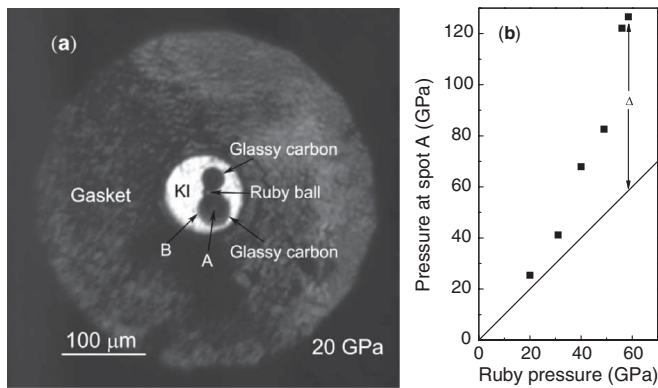 (a)
Glassy carbon
Gasket
KI
Ruby ball
B
A
Glassy carbon
100 μm
20 GPa
(b)
Pressure at spot A (GPa)
120
100
80
60
40
20
0
Δ
0 20 40 60
Ruby pressure (GPa)